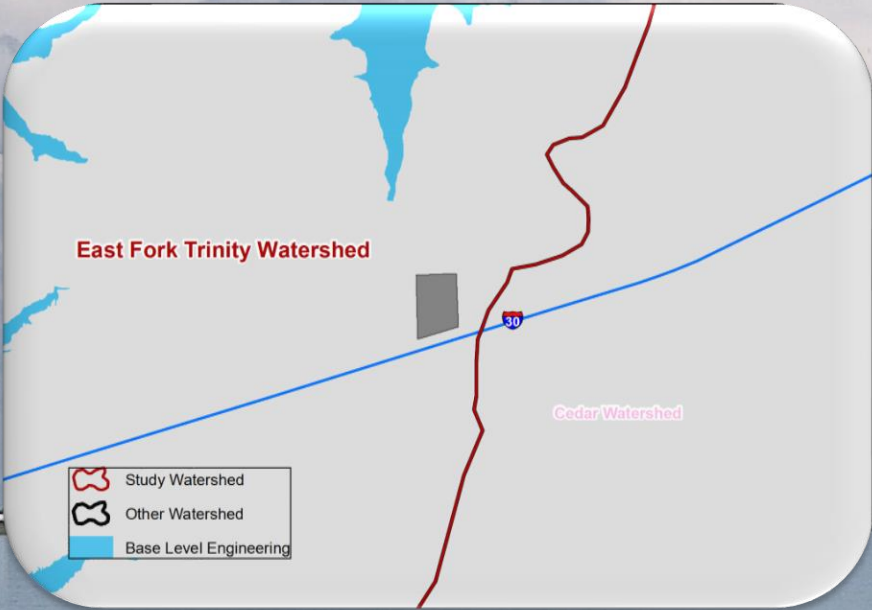 East Fork Trinity Watershed
30
Cedar Watershed
Study Watershed
Other Watershed
Base Level Engineering